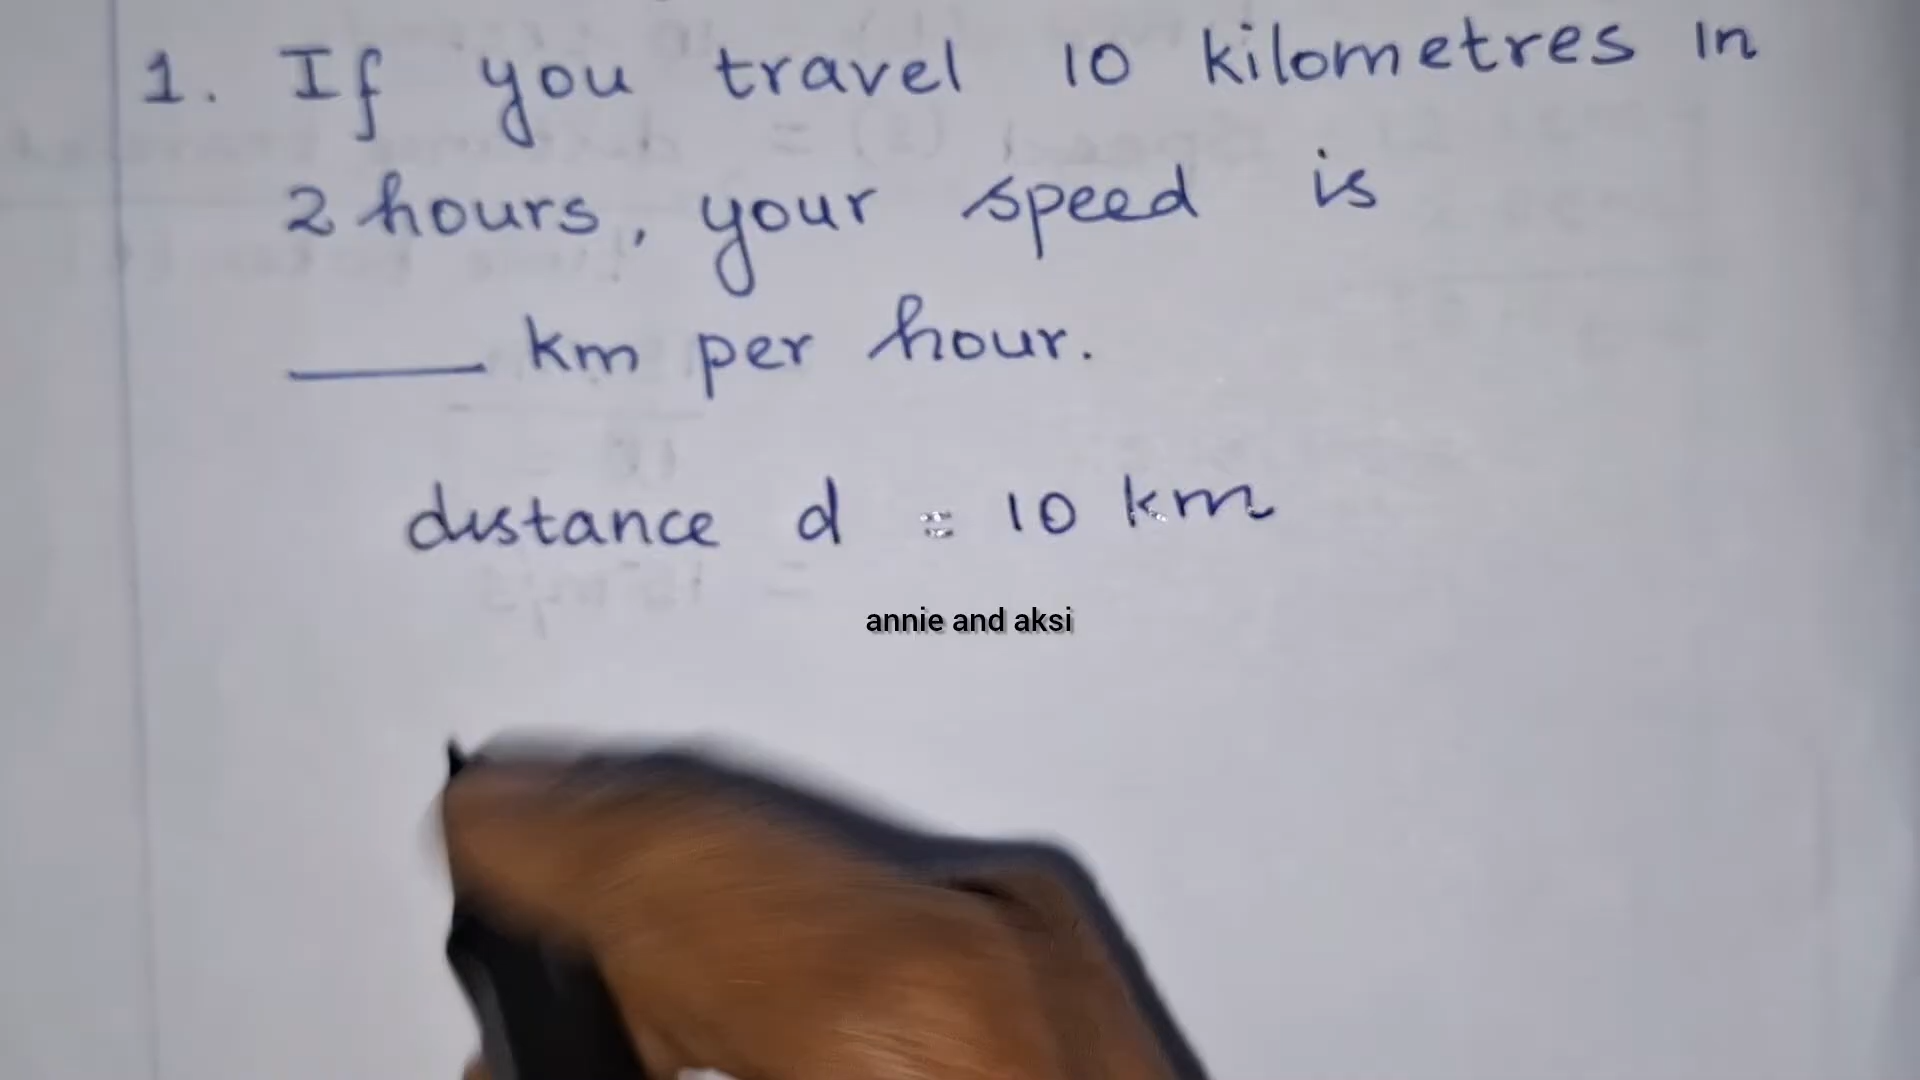 1. If you travel 10 kilometres in
2 hours, your speed is
____ km per hour.
distance d = 10 km
annie and aksi